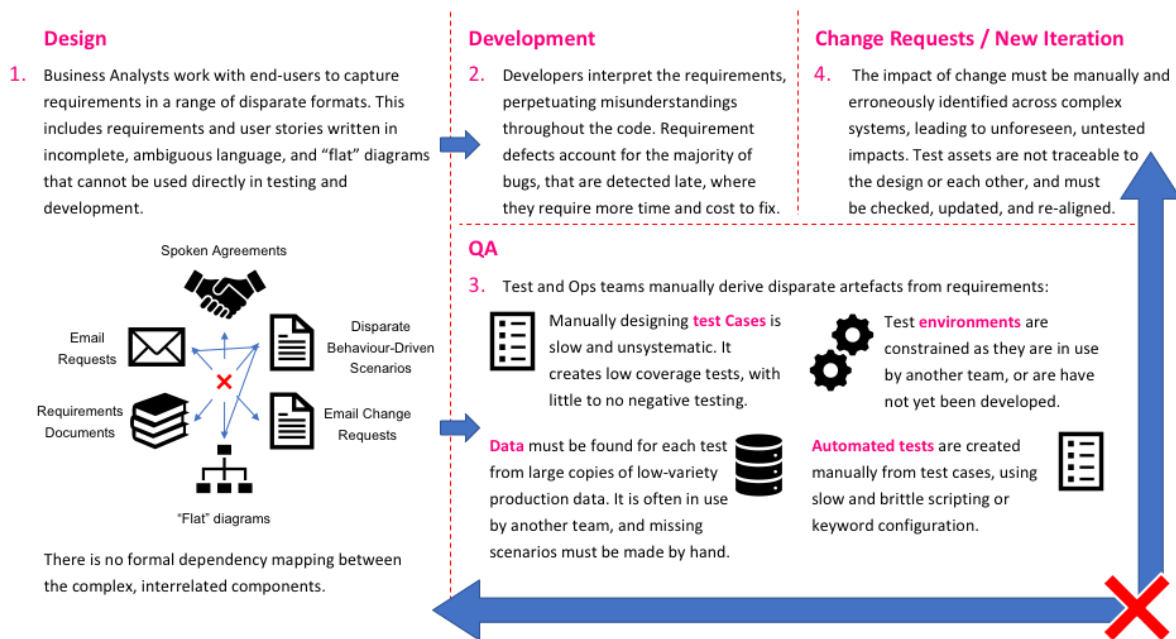 Design
1. Business Analysts work with end-users to capture
requirements in a range of disparate formats. This
includes requirements and user stories written in
incomplete, ambiguous language, and “flat” diagrams
that cannot be used directly in testing and
development.
Spoken Agreements
Email
Requests
Disparate
Behaviour-Driven
Scenarios
Requirements
Documents
Email Change
Requests
“Flat” diagrams
There is no formal dependency mapping between
the complex, interrelated components.
Development
2. Developers interpret the requirements,
perpetuating misunderstandings
throughout the code. Requirement
defects account for the majority of
bugs, that are detected late, where
they require more time and cost to fix.
Change Requests / New Iteration
4. The impact of change must be manually and
erroneously identified across complex
systems, leading to unforeseen, untested
impacts. Test assets are not traceable to
the design or each other, and must
be checked, updated, and re-aligned.
QA
3. Test and Ops teams manually derive disparate artefacts from requirements:
Manually designing test Cases is
slow and unsystematic. It
creates low coverage tests, with
little to no negative testing.
Test environments are
constrained as they are in use
by another team, or are have
not yet been developed.
Data must be found for each test
from large copies of low-variety
production data. It is often in use
by another team, and missing
scenarios must be made by hand.
Automated tests are created
manually from test cases, using
slow and brittle scripting or
keyword configuration.